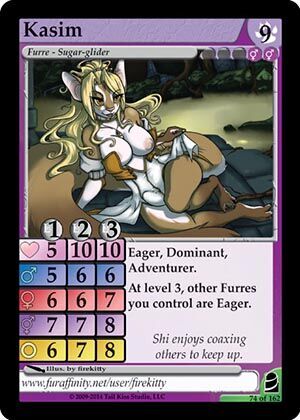 Kasim
9
Furre - Sugar-glider
1 2 3
5 10 10
5 6 6
6 6 7
7 7 8
6 7 8
Eager, Dominant,
Adventurer.
At level 3, other Furres
you control are Eager.
Shi enjoys coaxing
others to keep up.
Illus. by firekitty
www.furaffinity.net/user/firekitty
© 2009-2014 Tail Kiss Studio, LLC
74 of 162